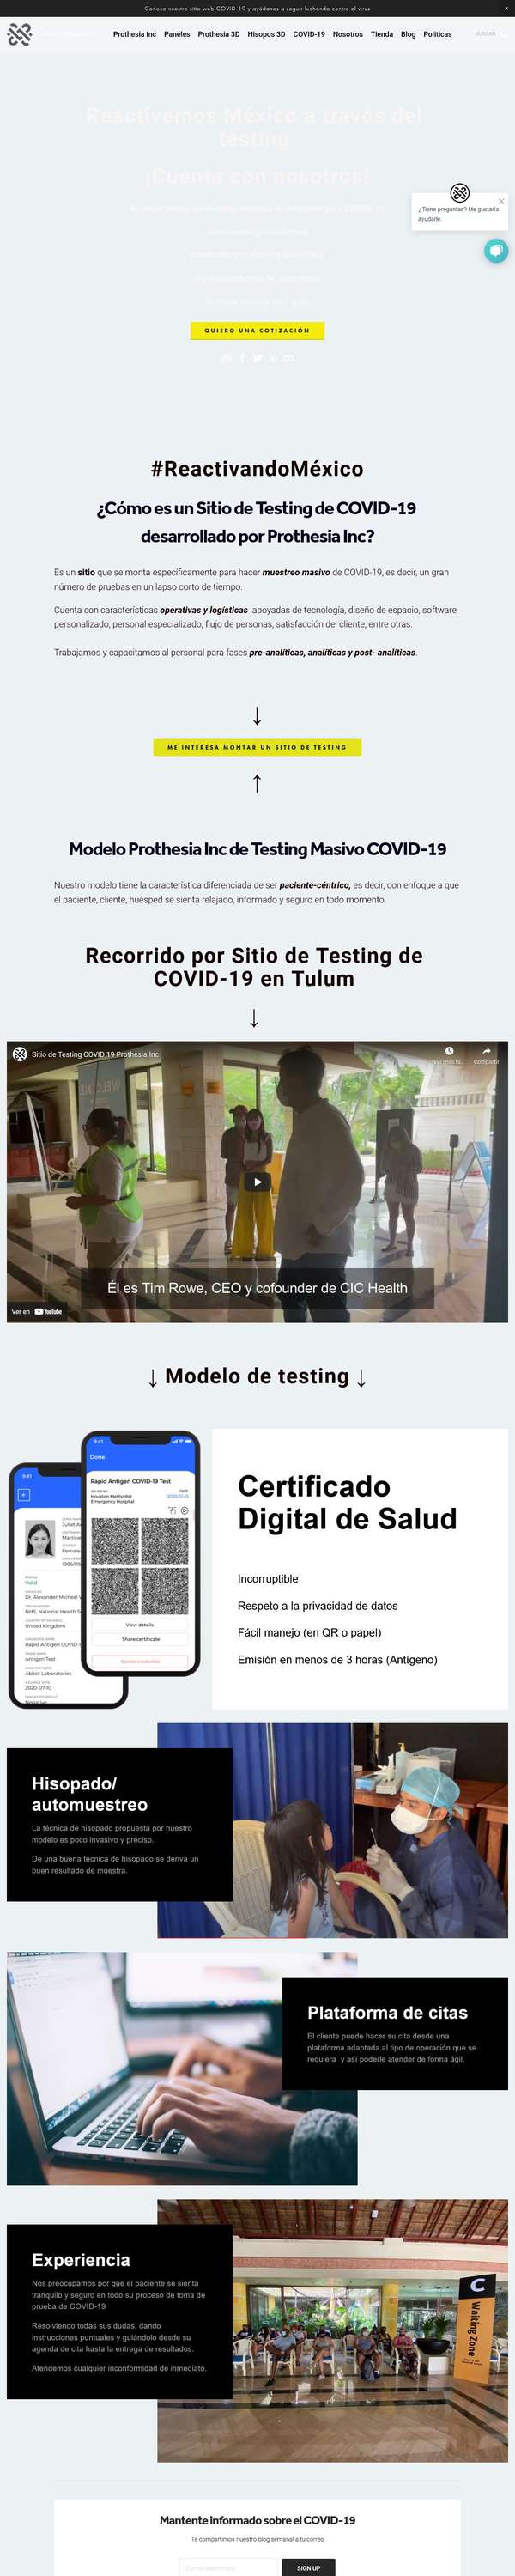 Conoce nuestro sitio web COVID-19 y ayúdanos a seguir luchando contra el virus
×
Prothesia Inc Paneles Prothesia 3D Hisopos 3D COVID-19 Nosotros Tienda Blog Politicas
BUSCAR
Reactivemos México a través del
testing
¡Cuenta con nosotros!
¿Tiene preguntas? Me gustaría
ayudarle.
QUIERO UNA COTIZACIÓN
#ReactivandoMéxico
¿Cómo es un Sitio de Testing de COVID-19
desarrollado por Prothesia Inc?
Es un sitio que se monta específicamente para hacer muestreo masivo de COVID-19, es decir, un gran
número de pruebas en un lapso corto de tiempo.
Cuenta con características operativas y logísticas apoyadas de tecnología, diseño de espacio, software
personalizado, personal especializado, flujo de personas, satisfacción del cliente, entre otras.
Trabajamos y capacitamos al personal para fases pre-analíticas, analíticas y post- analíticas.
↓
ME INTERESA MONTAR UN SITIO DE TESTING
↑
Modelo Prothesia Inc de Testing Masivo COVID-19
Nuestro modelo tiene la característica diferenciada de ser paciente-céntrico, es decir, con enfoque a que
el paciente, cliente, huésped se sienta relajado, informado y seguro en todo momento.
Recorrido por Sitio de Testing de
COVID-19 en Tulum
↓
Sitio de Testing COVID 19 Prothesia Inc
Ver más ta...
Compartir
Él es Tim Rowe, CEO y cofounder de CIC Health
Ver en YouTube
↓ Modelo de testing ↓
9:41
Done
Rapid Antigen COVID-19 Test
Houston Methodist
Emergency Hospital
View details
Share certificate
9:41
Valid
Dr. Alexander Micheal
United Kingdom
Rapid Antigen COVID-1
Antigen Test
Abbot Laboratories
2020-07-10
Negative
Certificado
Digital de Salud
Incorruptible
Respeto a la privacidad de datos
Fácil manejo (en QR o papel)
Emisión en menos de 3 horas (Antígeno)
Hisopado/
automuestreo
La técnica de hisopado propuesta por nuestro
modelo es poco invasivo y preciso.
De una buena técnica de hisopado se deriva un
buen resultado de muestra.
Plataforma de citas
El cliente puede hacer su cita desde una
plataforma adaptada al tipo de operación que se
requiera y así poderle atender de forma ágil.
Experiencia
Nos preocupamos por que el paciente se sienta
tranquilo y seguro en todo su proceso de toma de
prueba de COVID-19
Resolviendo todas sus dudas, dando
instrucciones puntuales y guiándolo desde su
agenda de cita hasta la entrega de resultados.
Atendemos cualquier inconformidad de inmediato.
C
Waiting Zone
Mantente informado sobre el COVID-19
Te compartimos nuestro blog semanal a tu correo
Correo electrónico
SIGN UP